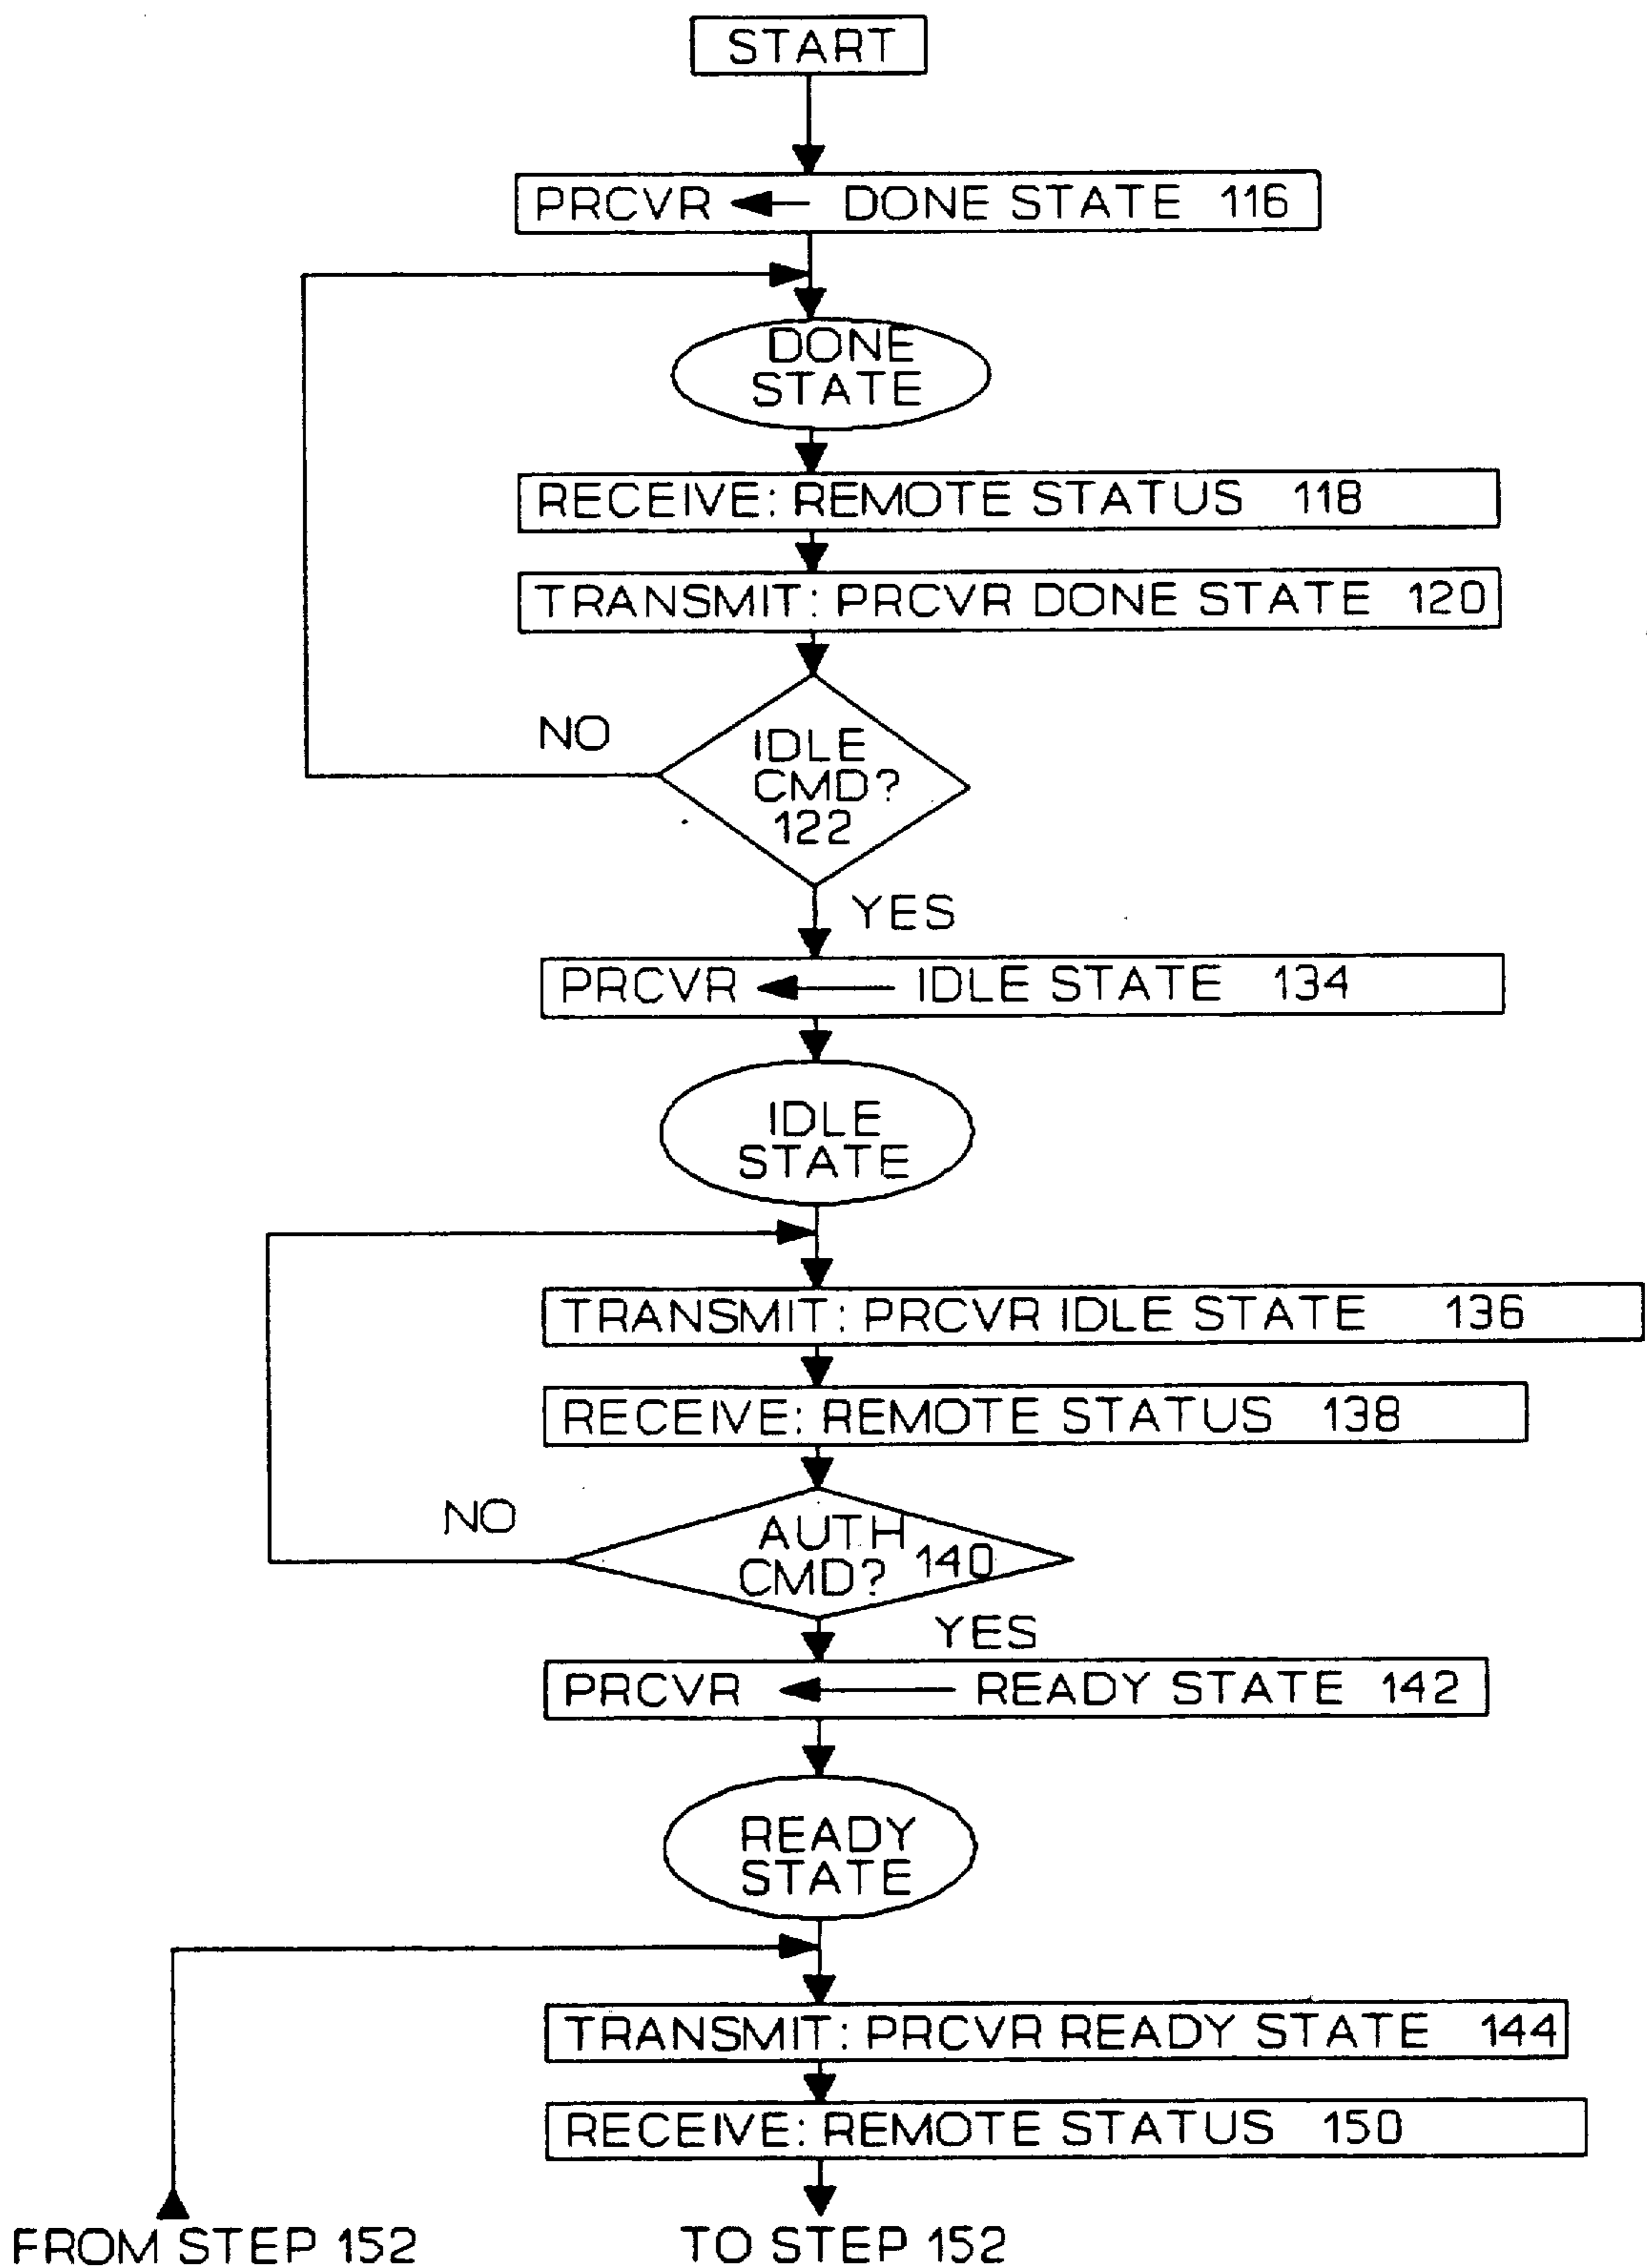 START
PRCVR ← DONE STATE 116
DONE
STATE
RECEIVE: REMOTE STATUS 118
TRANSMIT: PRCVR DONE STATE 120
NO
IDLE
CMD?
122
YES
PRCVR ← IDLE STATE 134
IDLE
STATE
TRANSMIT: PRCVR IDLE STATE 136
RECEIVE: REMOTE STATUS 138
NO
AUTH
CMD? 140
YES
PRCVR ← READY STATE 142
READY
STATE
TRANSMIT: PRCVR READY STATE 144
RECEIVE: REMOTE STATUS 150
FROM STEP 152
TO STEP 152